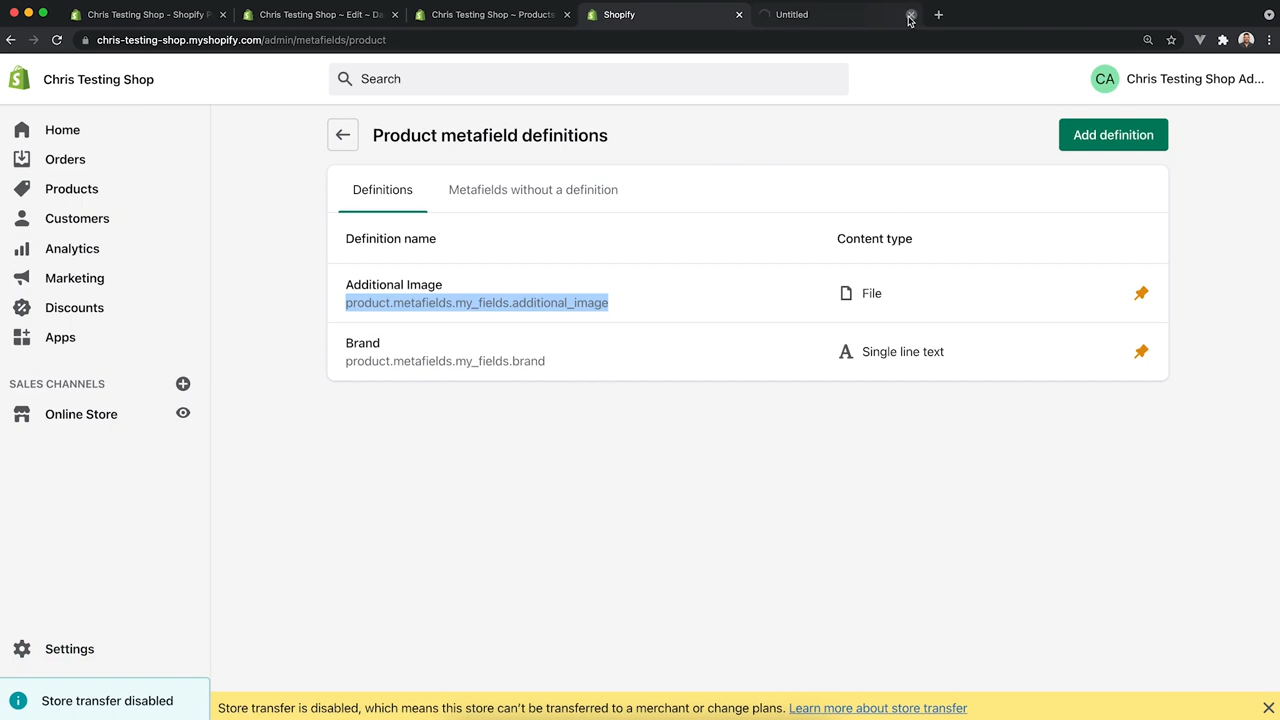 Chris Testing Shop - Shopify P
Chris Testing Shop ~ Edit ~ Da
Chris Testing Shop ~ Products
Shopify
Untitled
chris-testing-shop.myshopify.com/admin/metafields/product
Chris Testing Shop
Search
CA
Chris Testing Shop Ad...
Home
Orders
Products
Customers
Analytics
Marketing
Discounts
Apps
SALES CHANNELS
Online Store
Settings
Store transfer disabled
Product metafield definitions
Add definition
Definitions
Metafields without a definition
Definition name
Content type
Additional Image
product.metafields.my_fields.additional_image
File
Brand
product.metafields.my_fields.brand
Single line text
Store transfer is disabled, which means this store can't be transferred to a merchant or change plans. Learn more about store transfer